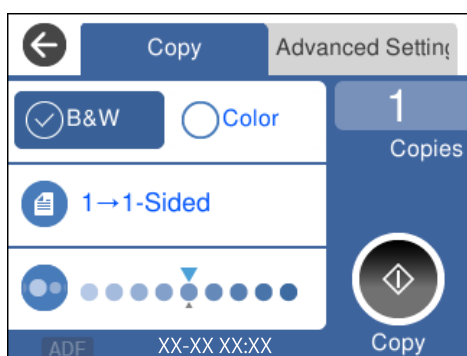 Copy
Advanced Setting
B&W
Color
1
Copies
1→1-Sided
ADF
XX-XX XX:XX
Copy